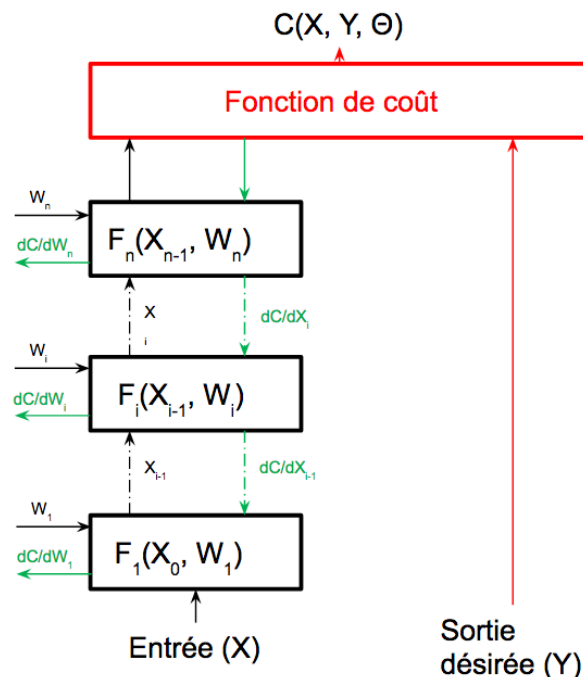 C(X, Y, Θ)
Fonction de coût
Wₙ
dC/dWₙ
Fₙ(Xₙ₋₁, Wₙ)
X
i
dC/dXᵢ
Wᵢ
dC/dWᵢ
Fᵢ(Xᵢ₋₁, Wᵢ)
Xᵢ₋₁
dC/dXᵢ₋₁
W₁
dC/dW₁
F₁(X₀, W₁)
Entrée (X)
Sortie
désirée (Y)